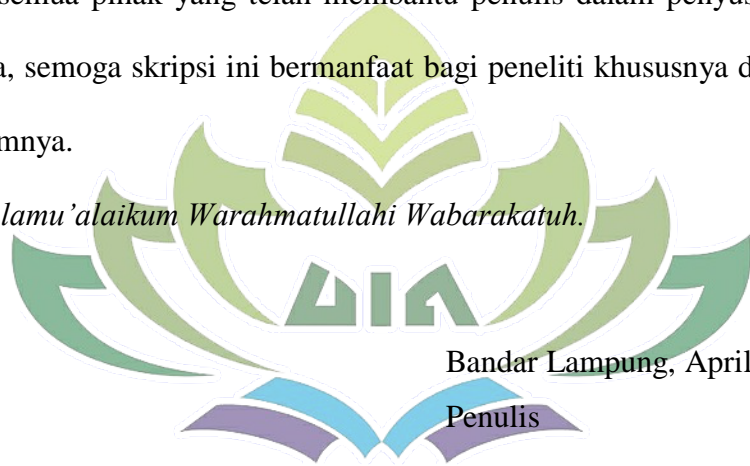 semua pihak yang telah membantu penulis dalam
a, semoga skripsi ini bermanfaat bagi peneliti khususnya
mnya.
lamu’alaikum Warahmatullahi Wabarakatuh.
UIN
Bandar Lampung, April
Penulis